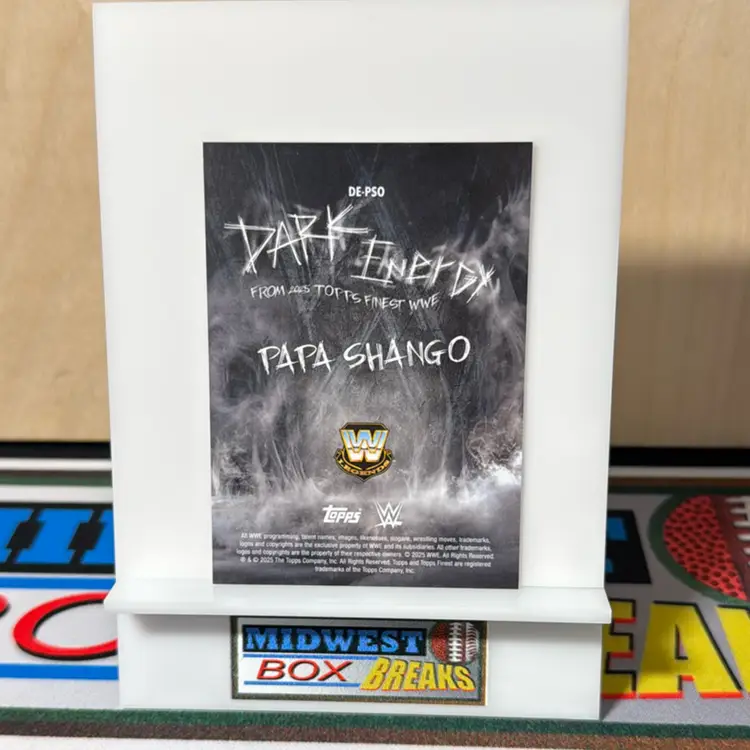 DE-PSO
DARK ENERGY
FROM 2025 TOPPS FINEST WWE
PAPA SHANGO
W
LEGENDS
topps W
All WWE programming, talent names, images, likenesses, slogans, wrestling moves, trademarks,
logos and copyrights are the exclusive property of WWE and its subsidiaries. All other trademarks,
logos and copyrights are the property of their respective owners. © 2025 WWE. All Rights Reserved.
® & © 2025 The Topps Company, Inc. All Rights Reserved. Topps and Topps Finest are registered
trademarks of the Topps Company, Inc.
MIDWEST
BOX BREAKS
EA